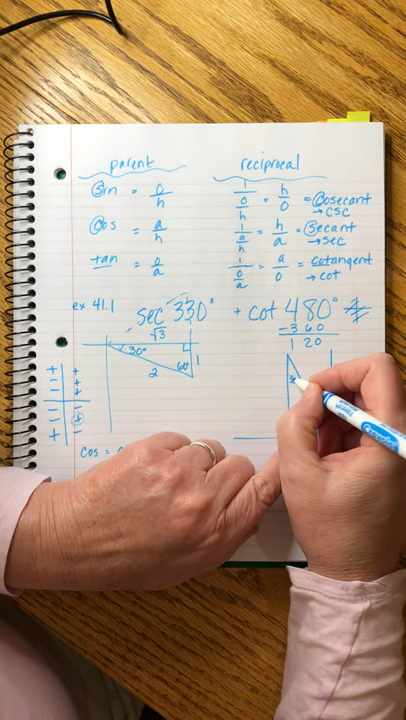 parent reciprocal
sin = o/h 1/(o/h) = h/o = Cosecant
→ csc
cos = a/h 1/(a/h) = h/a = Secant
→ sec
tan = o/a 1/(o/a) = a/o = cotangent
→ cot
ex 41.1 sec 330° + cot 480°
-360
120
√3
30° 60° 1
2
+ +
- +
- -
+ -
cos =